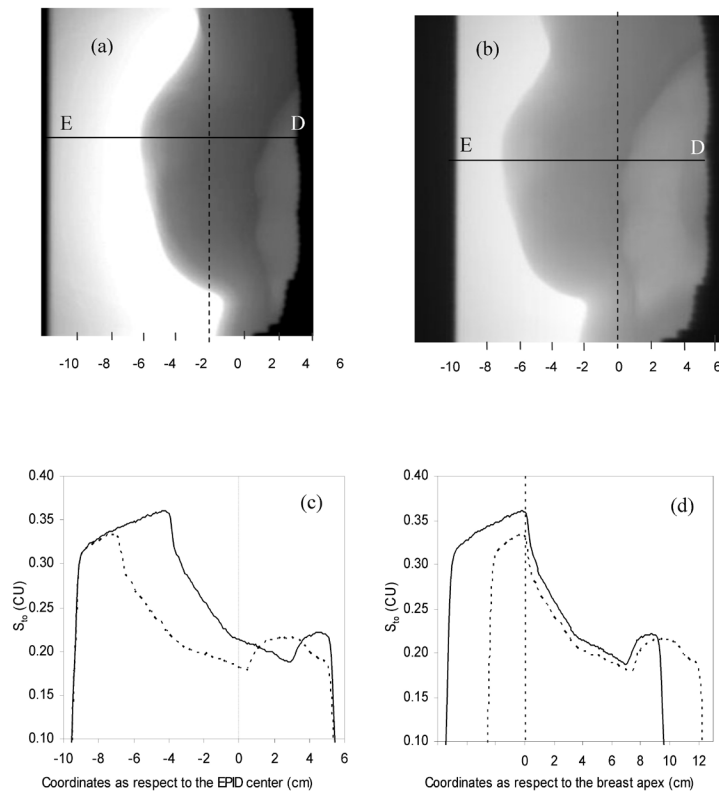 (a)
E D
-10 -8 -6 -4 -2 0 2 4 6
(b)
E D
-10 -8 -6 -4 -2 0 2 4 6
(c)
0.40
0.35
0.30
0.25
0.20
0.15
0.10
S_to (CU)
-10 -8 -6 -4 -2 0 2 4 6
Coordinates as respect to the EPID center (cm)
(d)
0.40
0.35
0.30
0.25
0.20
0.15
0.10
S_to (CU)
0 2 4 6 8 10 12
Coordinates as respect to the breast apex (cm)